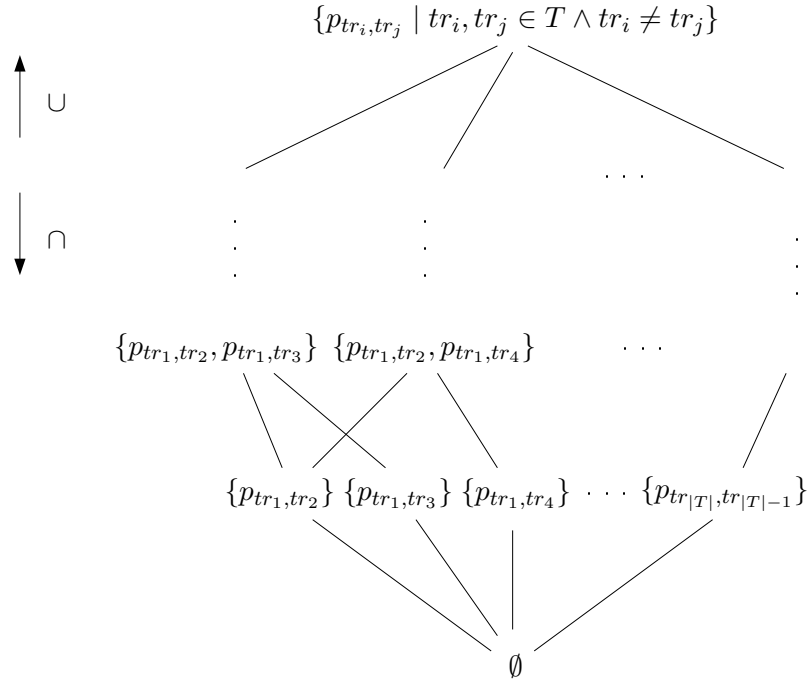 {p_{tr_i,tr_j} | tr_i, tr_j ∈ T ∧ tr_i ≠ tr_j}
∪
· · ·
∩
{p_{tr_1,tr_2}, p_{tr_1,tr_3}} {p_{tr_1,tr_2}, p_{tr_1,tr_4}} · · ·
{p_{tr_1,tr_2}} {p_{tr_1,tr_3}} {p_{tr_1,tr_4}} · · · {p_{tr_{|T|},tr_{|T|-1}}}
∅